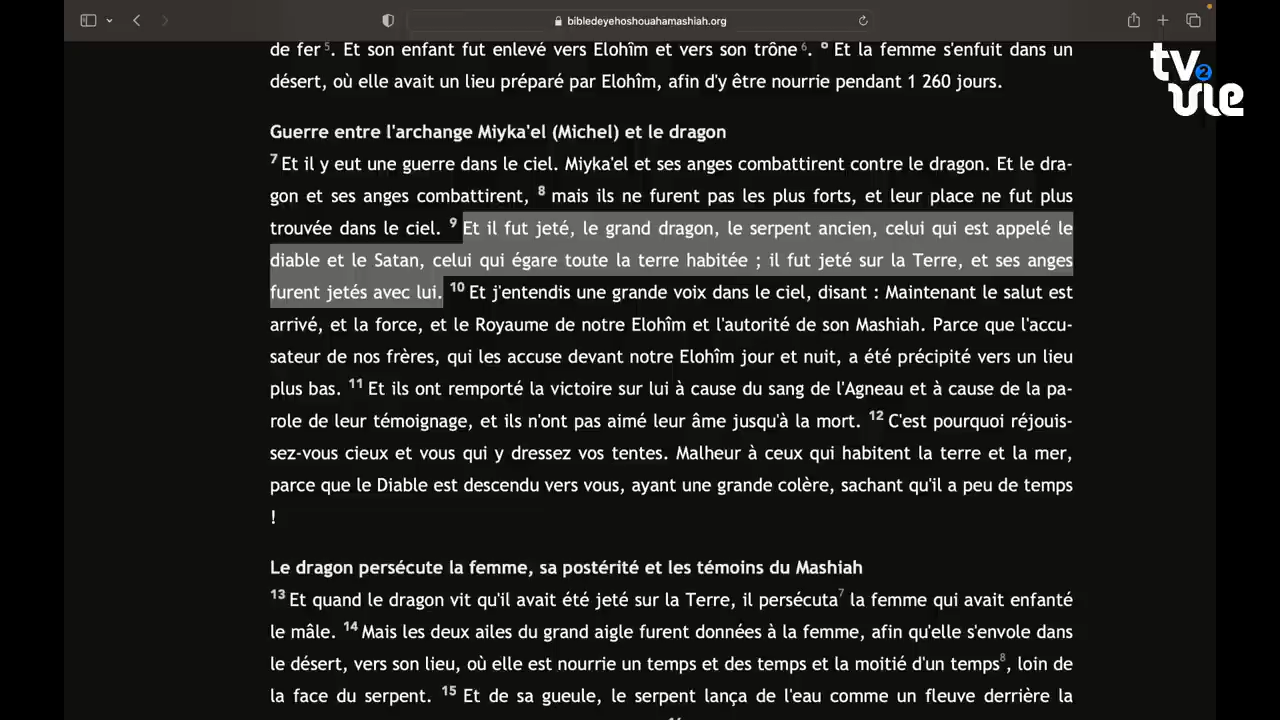 bibledeyehoshouahamashiah.org
tv2vie
de fer5. Et son enfant fut enlevé vers Elohîm et vers son trône6. 6 Et la femme s'enfuit dans un
désert, où elle avait un lieu préparé par Elohîm, afin d'y être nourrie pendant 1 260 jours.
Guerre entre l'archange Miyka'el (Michel) et le dragon
7 Et il y eut une guerre dans le ciel. Miyka'el et ses anges combattirent contre le dragon. Et le dra-
gon et ses anges combattirent, 8 mais ils ne furent pas les plus forts, et leur place ne fut plus
trouvée dans le ciel. 9 Et il fut jeté, le grand dragon, le serpent ancien, celui qui est appelé le
diable et le Satan, celui qui égare toute la terre habitée ; il fut jeté sur la Terre, et ses anges
furent jetés avec lui. 10 Et j'entendis une grande voix dans le ciel, disant : Maintenant le salut est
arrivé, et la force, et le Royaume de notre Elohîm et l'autorité de son Mashiah. Parce que l'accu-
sateur de nos frères, qui les accuse devant notre Elohîm jour et nuit, a été précipité vers un lieu
plus bas. 11 Et ils ont remporté la victoire sur lui à cause du sang de l'Agneau et à cause de la pa-
role de leur témoignage, et ils n'ont pas aimé leur âme jusqu'à la mort. 12 C'est pourquoi réjouis-
sez-vous cieux et vous qui y dressez vos tentes. Malheur à ceux qui habitent la terre et la mer,
parce que le Diable est descendu vers vous, ayant une grande colère, sachant qu'il a peu de temps
!
Le dragon persécute la femme, sa postérité et les témoins du Mashiah
13 Et quand le dragon vit qu'il avait été jeté sur la Terre, il persécuta7 la femme qui avait enfanté
le mâle. 14 Mais les deux ailes du grand aigle furent données à la femme, afin qu'elle s'envole dans
le désert, vers son lieu, où elle est nourrie un temps et des temps et la moitié d'un temps8, loin de
la face du serpent. 15 Et de sa gueule, le serpent lança de l'eau comme un fleuve derrière la